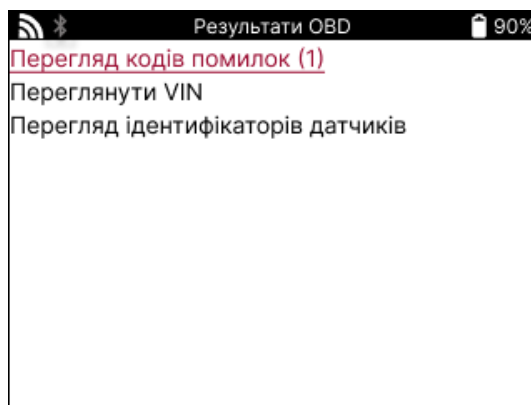 Результати OBD 90%
Перегляд кодів помилок (1)
Переглянути VIN
Перегляд ідентифікаторів датчиків